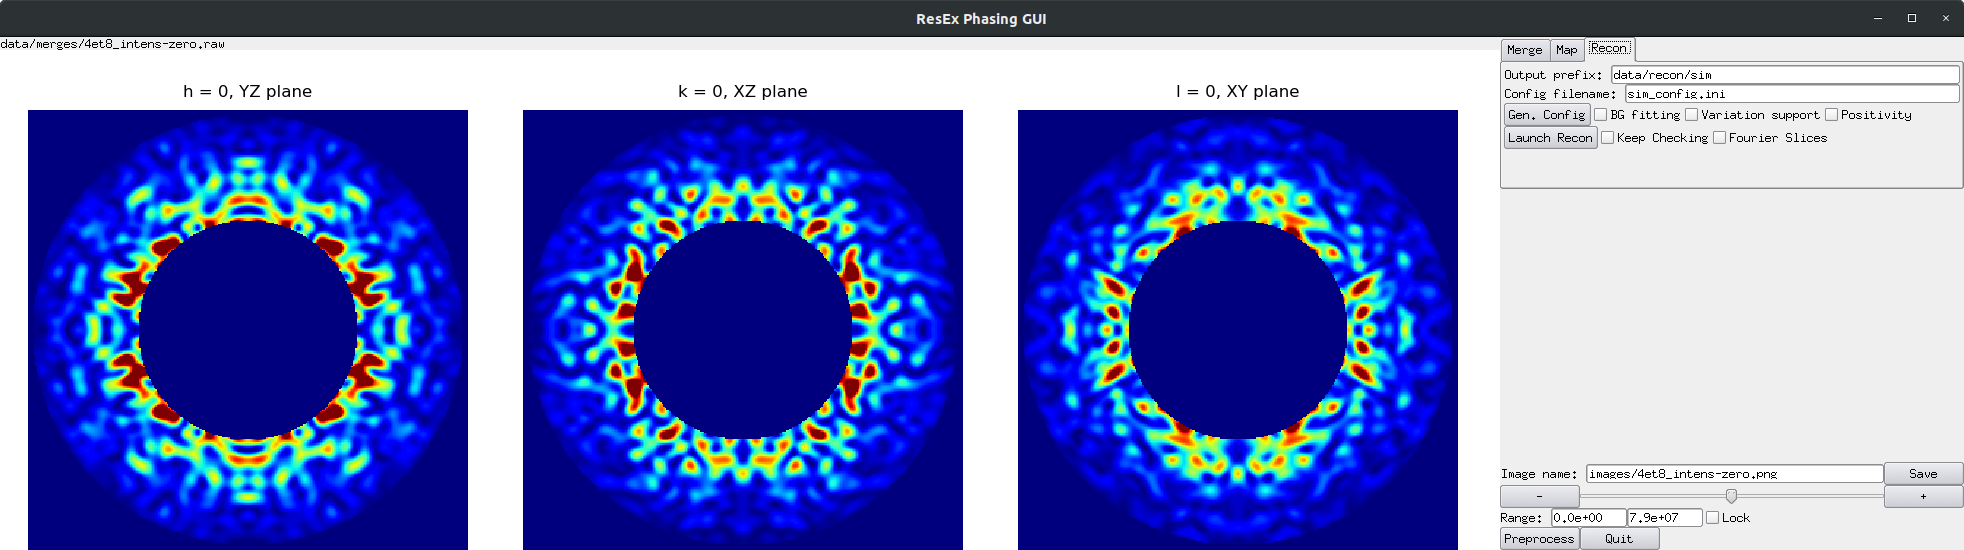 ResEx Phasing GUI
data/merges/4et8_intens-zero.raw
h = 0, YZ plane
k = 0, XZ plane
l = 0, XY plane
Merge Map Recon
Output prefix: data/recon/sim
Config filename: sim_config.ini
Gen. Config BG fitting Variation support Positivity
Launch Recon Keep Checking Fourier Slices
Image name: images/4et8_intens-zero.png Save
- +
Range: 0.0e+00 7.9e+07 Lock
Preprocess Quit